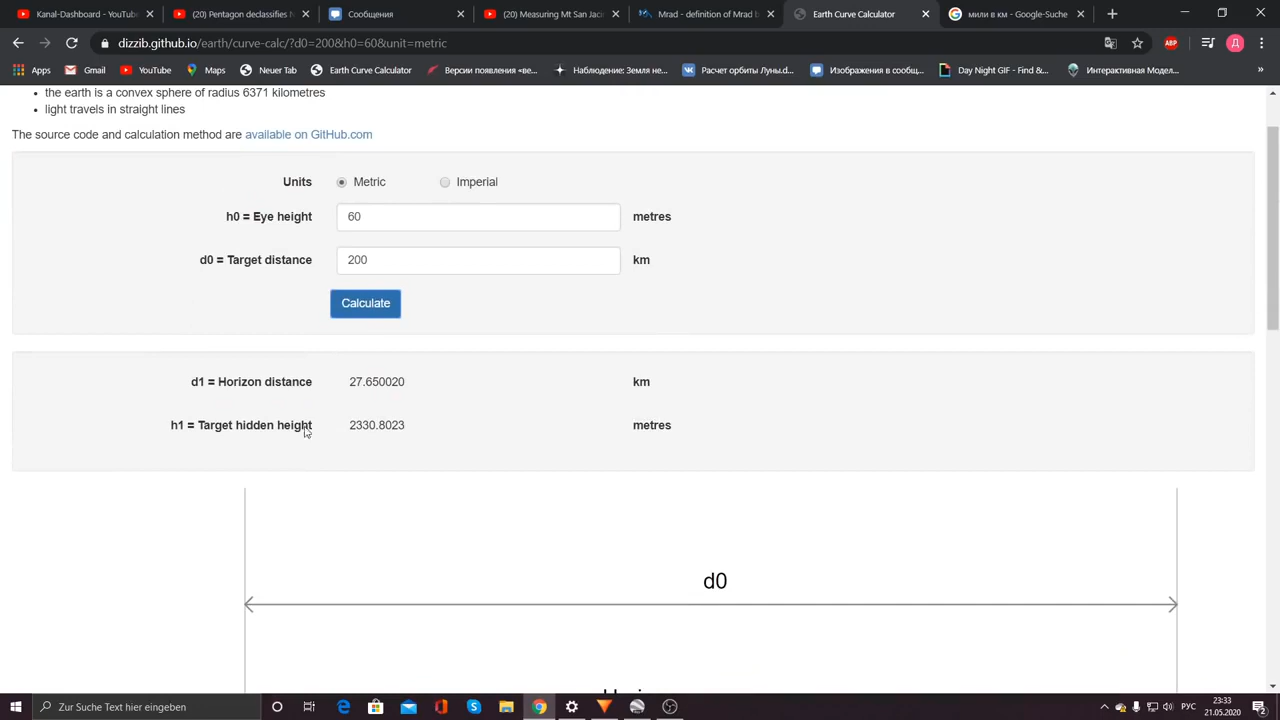 Kanal-Dashboard - YouTub
(20) Pentagon declassifies
Сообщения
(20) Measuring Mt San Jaci
Mrad - definition of Mrad b
Earth Curve Calculator
мили в км - Google-Suche
dizzib.github.io/earth/curve-calc/?d0=200&h0=60&unit=metric
Apps
Gmail
YouTube
Maps
Neuer Tab
Earth Curve Calculator
Версии появления «ве...
Наблюдение: Земле не...
Расчет орбиты Луны.d...
Изображения в сообщ...
Day Night GIF - Find &...
Интерактивная Модел...
the earth is a convex sphere of radius 6371 kilometres
light travels in straight lines
The source code and calculation method are available on GitHub.com
Units Metric Imperial
h0 = Eye height 60 metres
d0 = Target distance 200 km
Calculate
d1 = Horizon distance 27.650020 km
h1 = Target hidden height 2330.8023 metres
d0
Zur Suche Text hier eingeben
РУС
23:33
21.05.2020
2